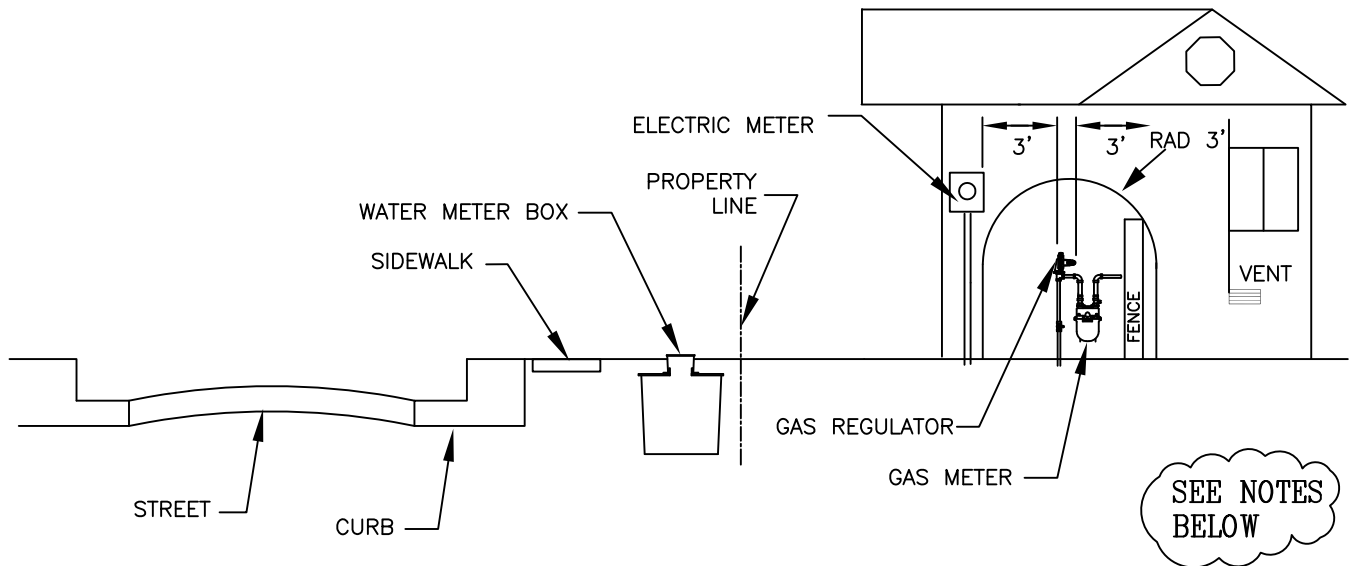 ELECTRIC METER
3'
3'
RAD 3'
PROPERTY
LINE
WATER METER BOX
SIDEWALK
VENT
FENCE
GAS REGULATOR
GAS METER
STREET
CURB
SEE NOTES
BELOW